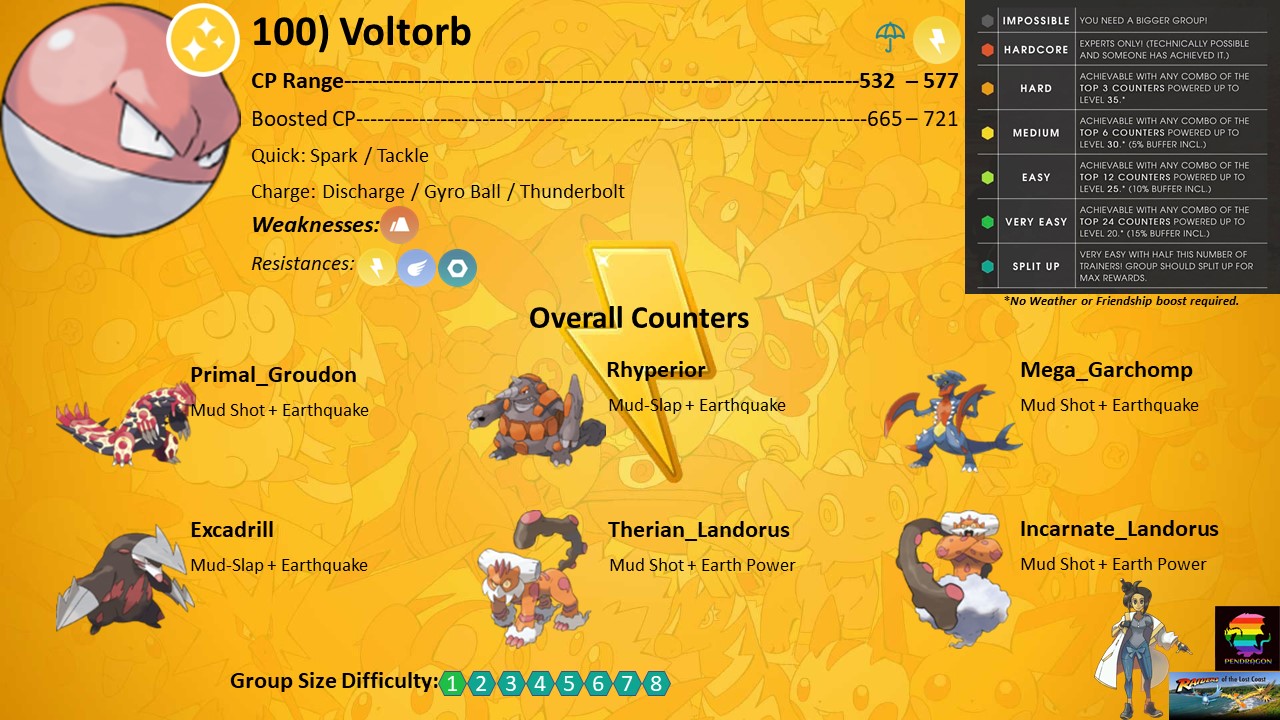 100) Voltorb
CP Range-----------------------------------------------------------------------------------------532 – 577
Boosted CP-----------------------------------------------------------------------------------------665 – 721
Quick: Spark / Tackle
Charge: Discharge / Gyro Ball / Thunderbolt
Weaknesses:
Resistances:
IMPOSSIBLE YOU NEED A BIGGER GROUP!
HARDCORE EXPERTS ONLY! (TECHNICALLY POSSIBLE
AND SOMEONE HAS ACHIEVED IT.)
HARD ACHIEVABLE WITH ANY COMBO OF THE
TOP 3 COUNTERS POWERED UP TO
LEVEL 35.*
MEDIUM ACHIEVABLE WITH ANY COMBO OF THE
TOP 6 COUNTERS POWERED UP TO
LEVEL 30.* (5% BUFFER INCL.)
EASY ACHIEVABLE WITH ANY COMBO OF THE
TOP 12 COUNTERS POWERED UP TO
LEVEL 25.* (10% BUFFER INCL.)
VERY EASY ACHIEVABLE WITH ANY COMBO OF THE
TOP 24 COUNTERS POWERED UP TO
LEVEL 20.* (15% BUFFER INCL.)
SPLIT UP VERY EASY WITH HALF THIS NUMBER OF
TRAINERS! GROUP SHOULD SPLIT UP FOR
MAX REWARDS.
*No Weather or Friendship boost required.
Overall Counters
Primal_Groudon
Mud Shot + Earthquake
Rhyperior
Mud-Slap + Earthquake
Mega_Garchomp
Mud Shot + Earthquake
Excadrill
Mud-Slap + Earthquake
Therian_Landorus
Mud Shot + Earth Power
Incarnate_Landorus
Mud Shot + Earth Power
Group Size Difficulty: 1 2 3 4 5 6 7 8
PENDRAGON
RAIDERS of the Lost Coast